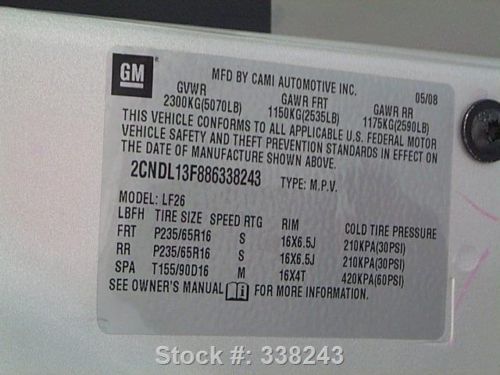 GM
MFD BY CAMI AUTOMOTIVE INC.
05/08
GVWR GAWR FRT GAWR RR
2300KG(5070LB) 1150KG(2535LB) 1175KG(2590LB)
THIS VEHICLE CONFORMS TO ALL APPLICABLE U.S. FEDERAL MOTOR
VEHICLE SAFETY AND THEFT PREVENTION STANDARDS IN EFFECT ON
THE DATE OF MANUFACTURE SHOWN ABOVE.
2CNDL13F886338243 TYPE: M.P.V.
MODEL: LF26
LBFH TIRE SIZE SPEED RTG RIM COLD TIRE PRESSURE
FRT P235/65R16 S 16X6.5J 210KPA(30PSI)
RR P235/65R16 S 16X6.5J 210KPA(30PSI)
SPA T155/90D16 M 16X4T 420KPA(60PSI)
SEE OWNER'S MANUAL i FOR MORE INFORMATION.
Stock #: 338243